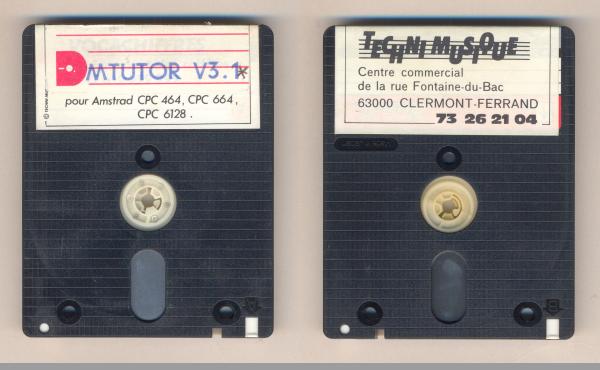 DMTUTOR V3.1*
pour Amstrad CPC 464, CPC 664,
CPC 6128.
TECHNI MUSIQUE
Centre commercial
de la rue Fontaine-du-Bac
63000 CLERMONT-FERRAND
73 26 21 04